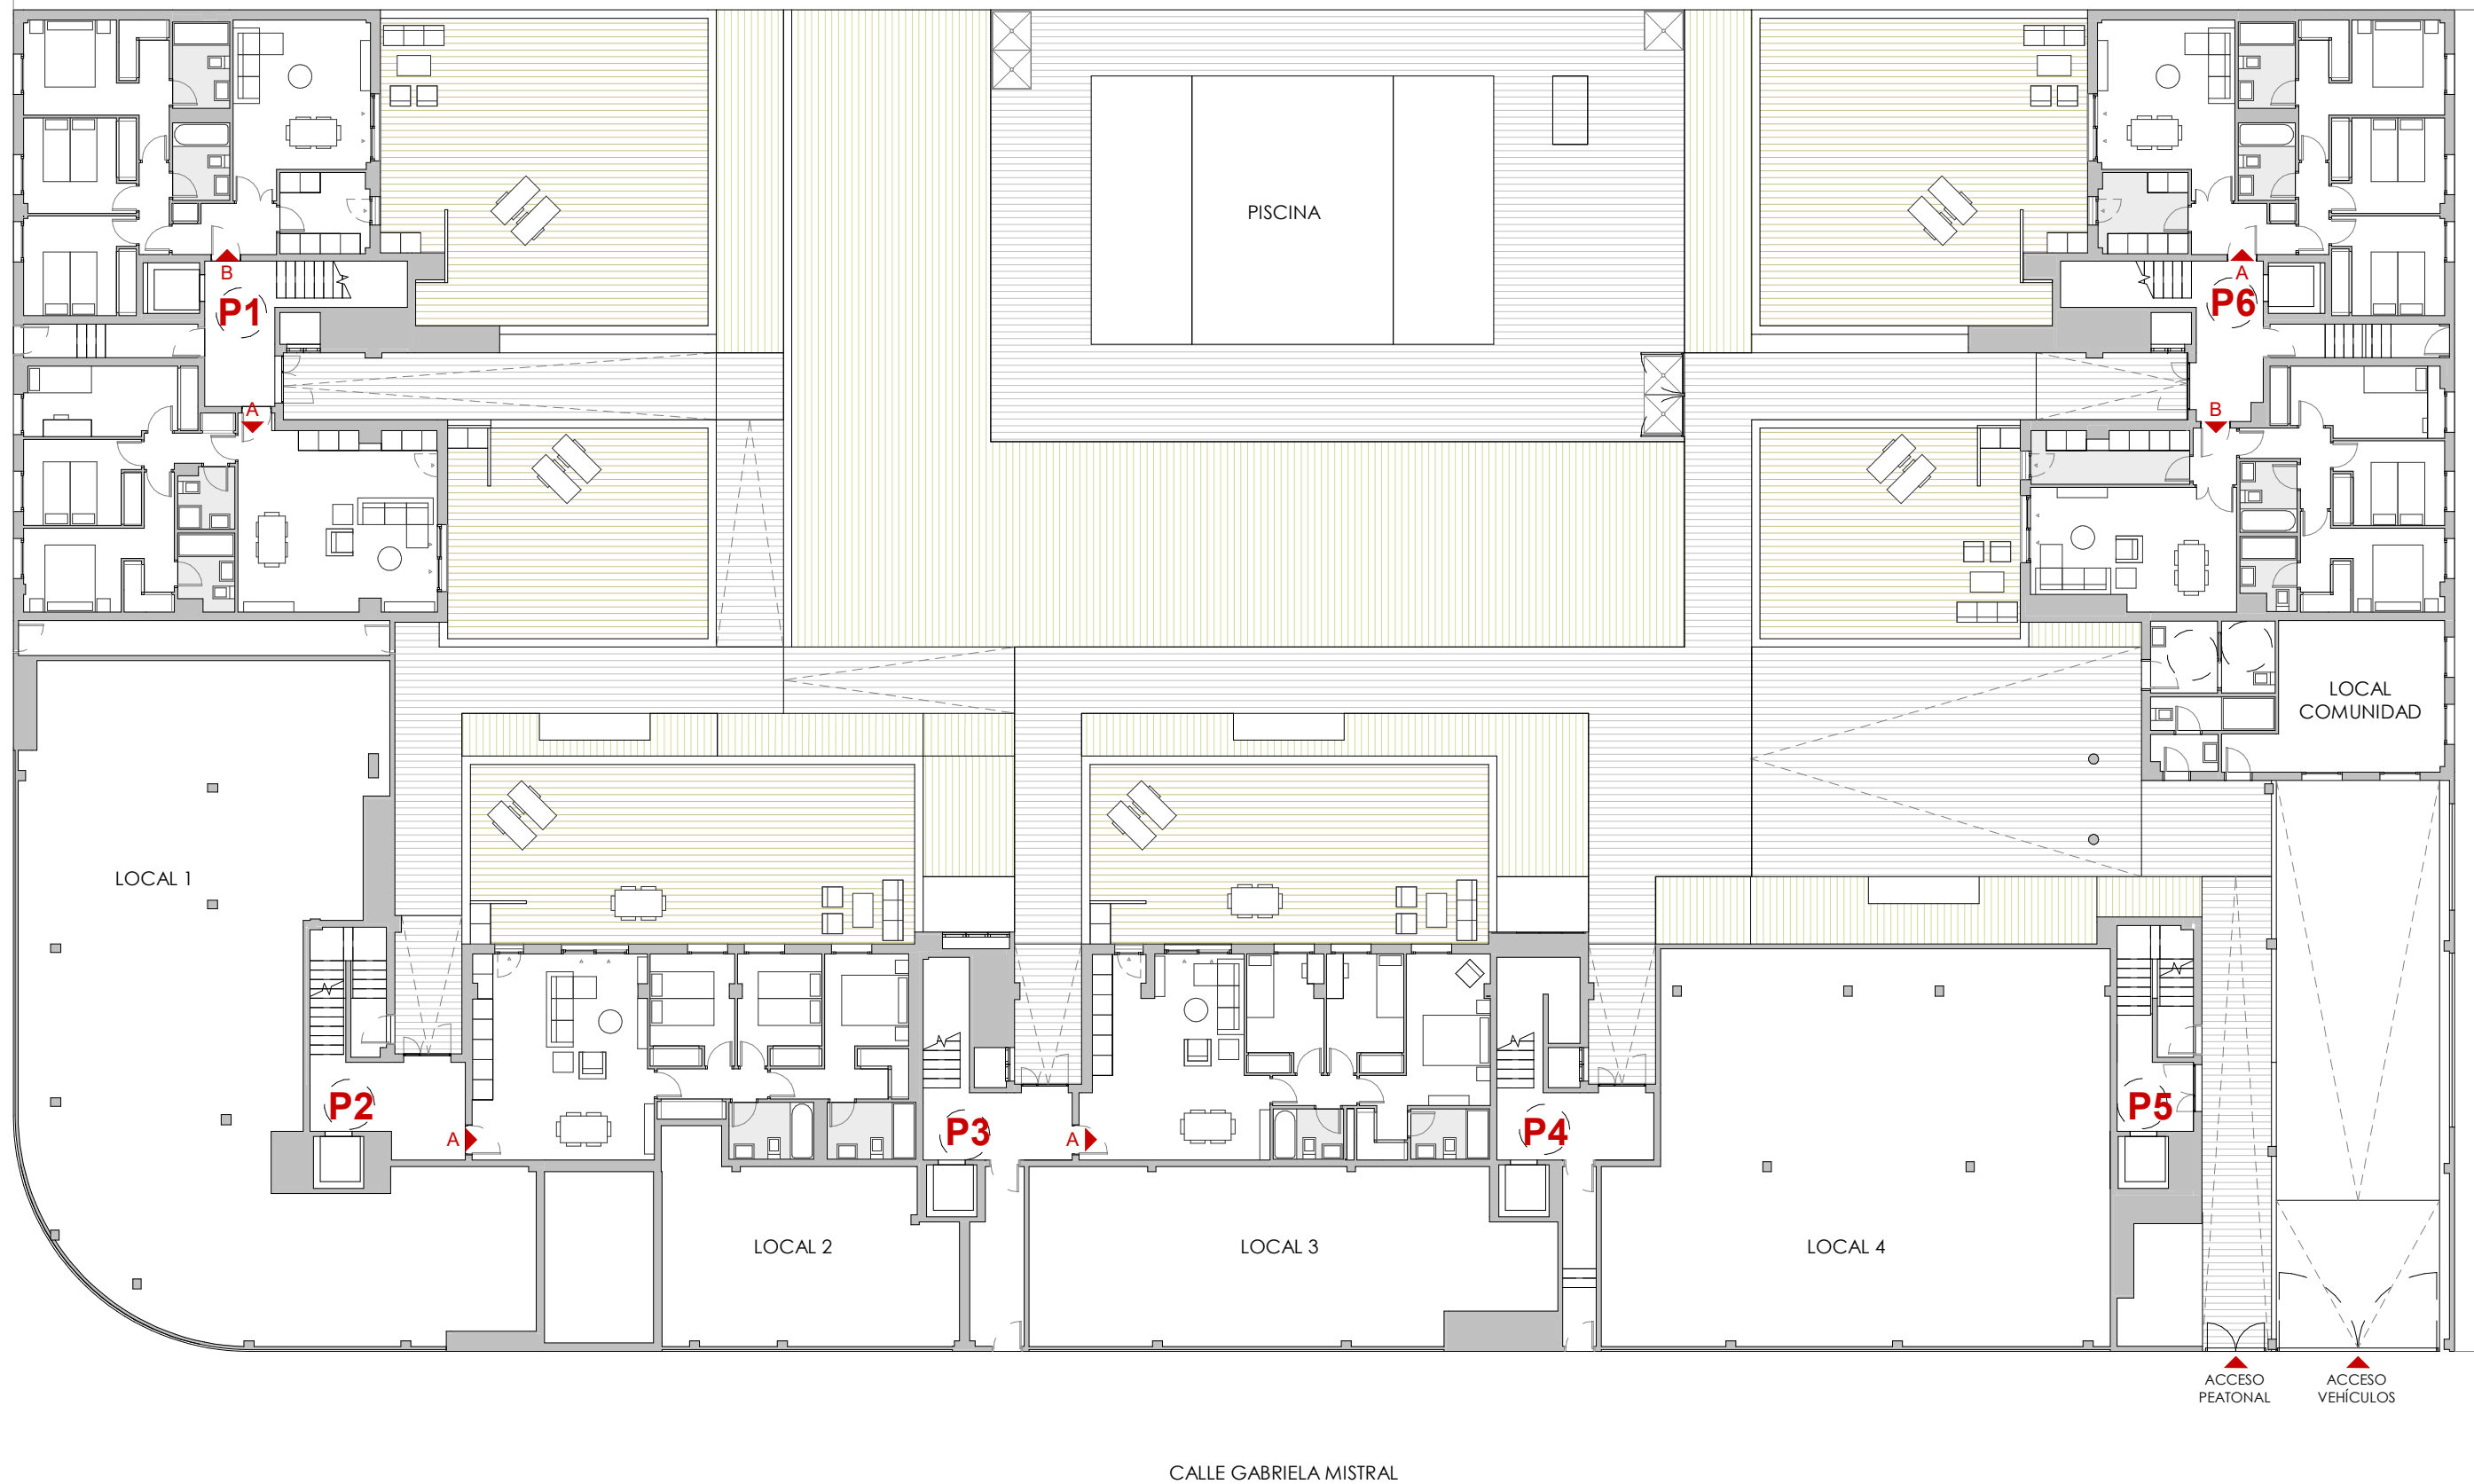 PISCINA
B
P1
A
A
P6
B
LOCAL
COMUNIDAD
LOCAL 1
P2
A
P3
A
P4
P5
LOCAL 2
LOCAL 3
LOCAL 4
ACCESO
PEATONAL
ACCESO
VEHÍCULOS
CALLE GABRIELA MISTRAL